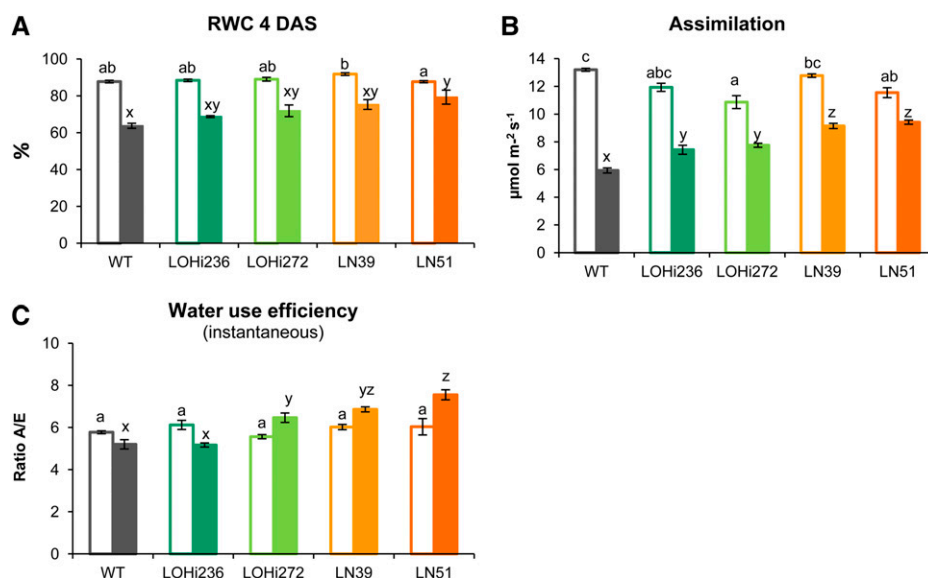 A
RWC 4 DAS
%
100
80
60
40
20
0
ab
x
ab
xy
ab
xy
b
xy
a
y
WT
LOHi236
LOHi272
LN39
LN51
B
Assimilation
µmol m-² s⁻¹
14
12
10
8
6
4
2
0
c
x
abc
y
a
y
bc
z
ab
z
WT
LOHi236
LOHi272
LN39
LN51
C
Water use efficiency
(instantaneous)
Ratio A/E
10
8
6
4
2
0
a
x
a
x
a
y
a
yz
a
z
WT
LOHi236
LOHi272
LN39
LN51